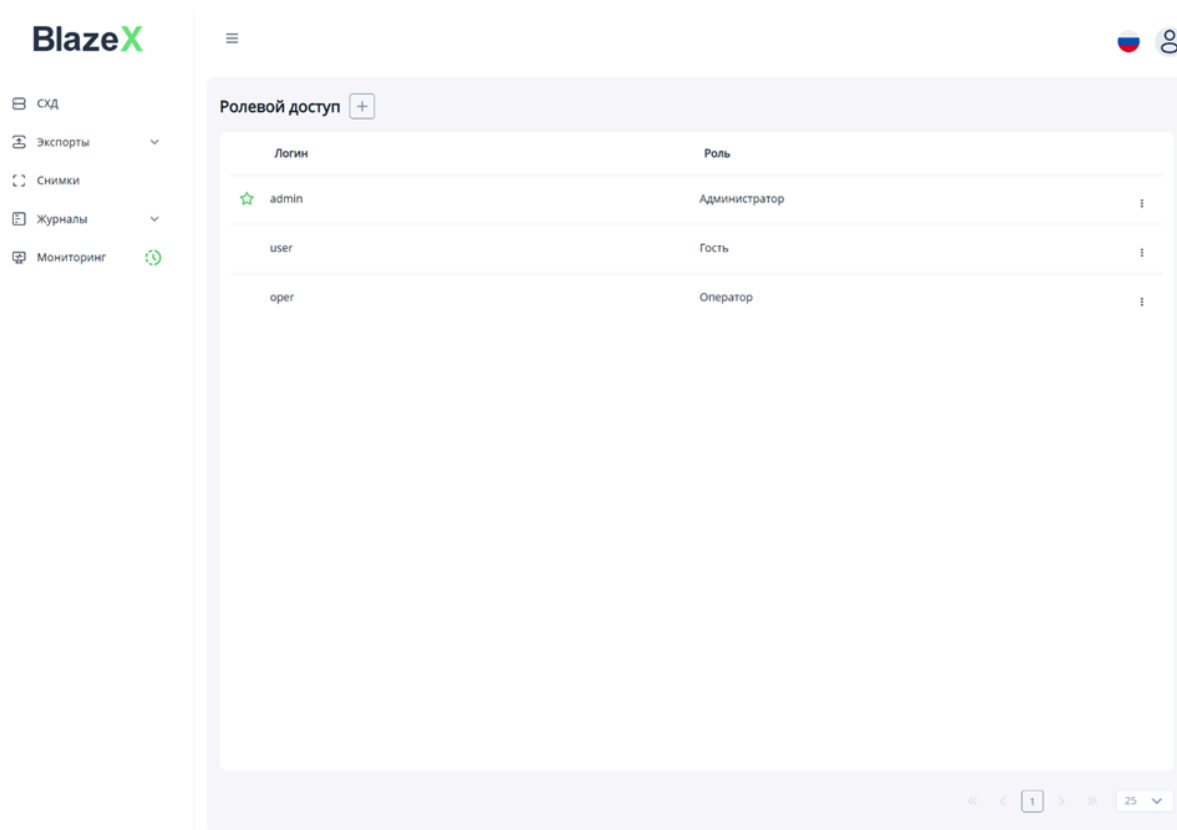 BlazeX
СХД
Экспорты
Снимки
Журналы
Мониторинг
Ролевой доступ +
Логин Роль
admin Администратор
user Гость
oper Оператор
« < 1 > » 25